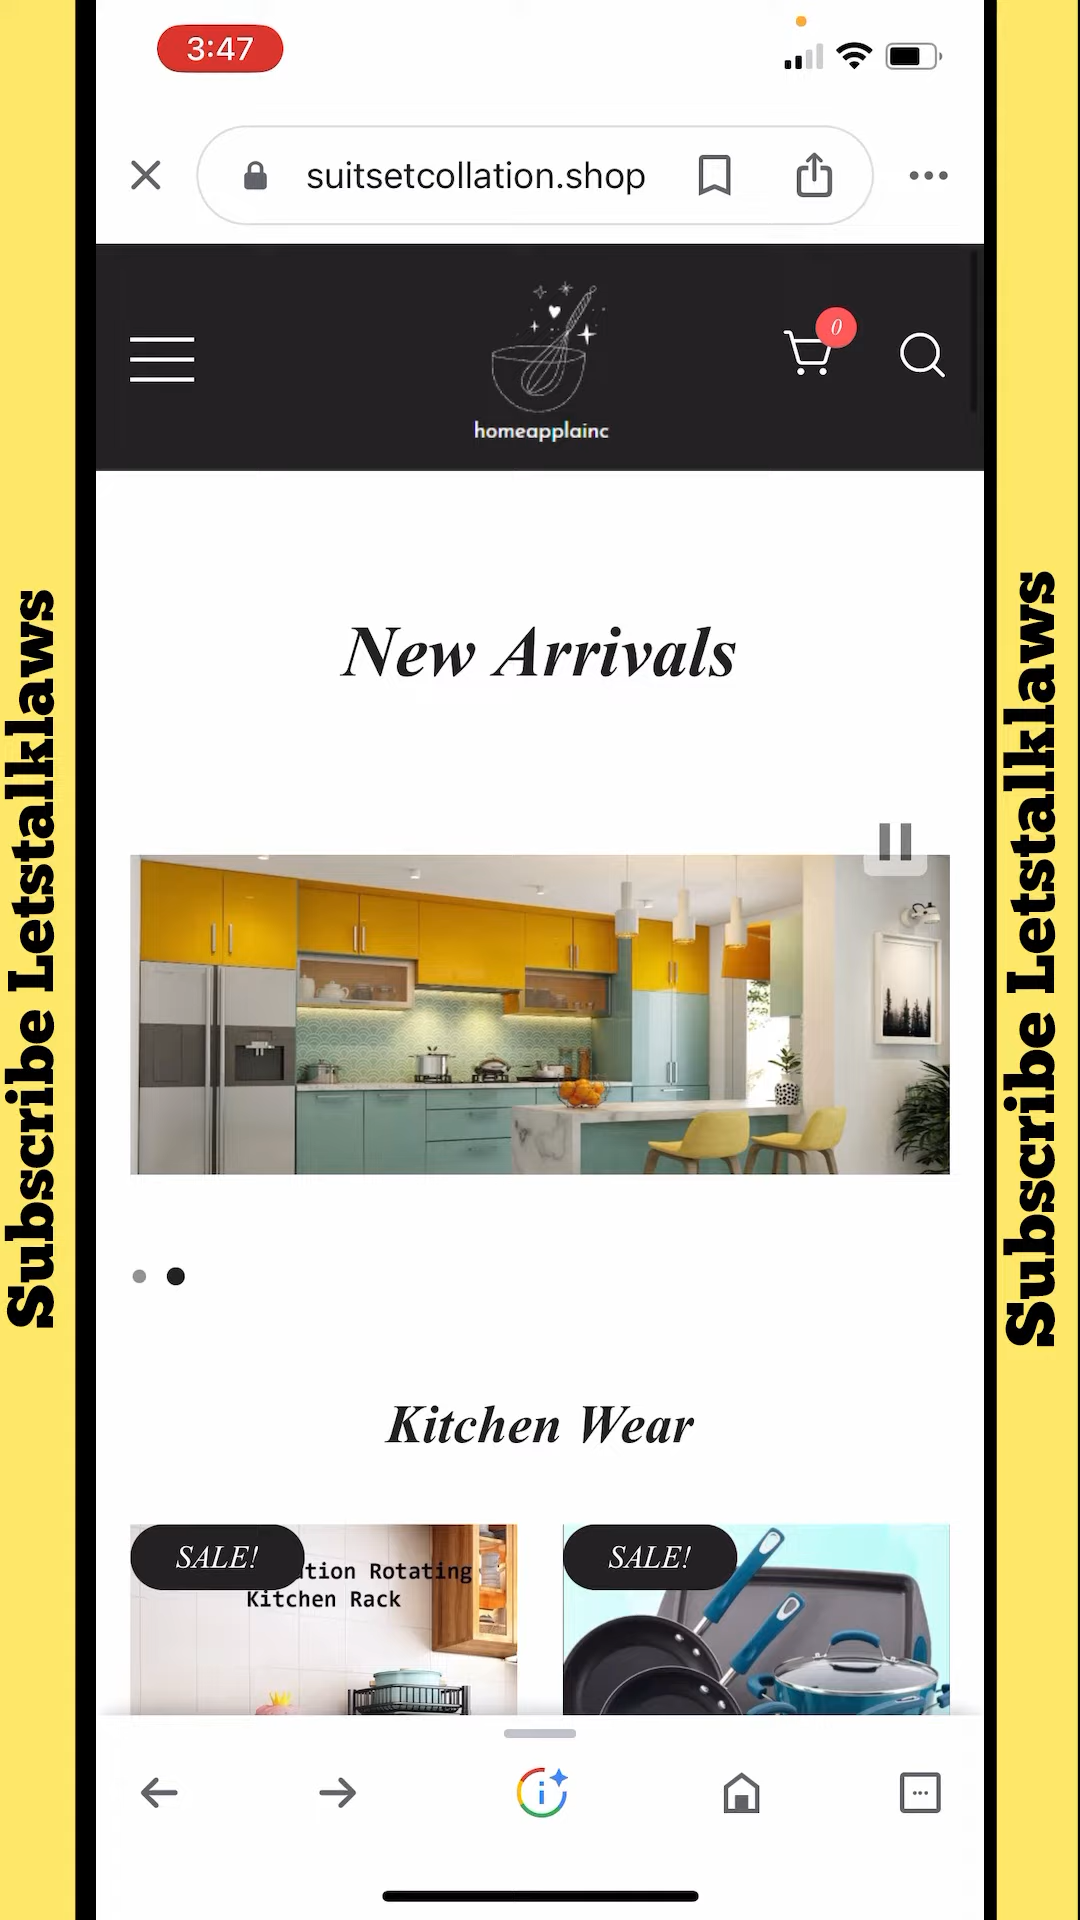 3:47
suitsetcollation.shop
0
homeapplainc
New Arrivals
Kitchen Wear
SALE!
tion Rotating
Kitchen Rack
SALE!
Subscribe Letstalklaws
Subscribe Letstalklaws